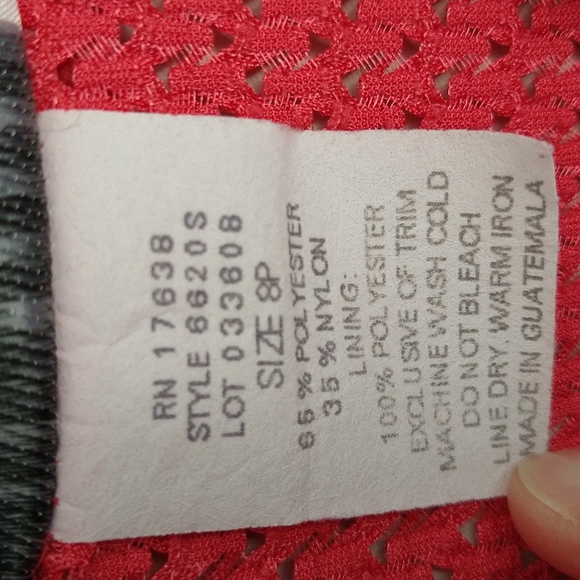 RN 17638
STYLE 6620S
LOT 033608
SIZE 8P
65% POLYESTER
35% NYLON
LINING:
100% POLYESTER
EXCLUSIVE OF TRIM
MACHINE WASH COLD
DO NOT BLEACH
LINE DRY WARM IRON
MADE IN GUATEMALA